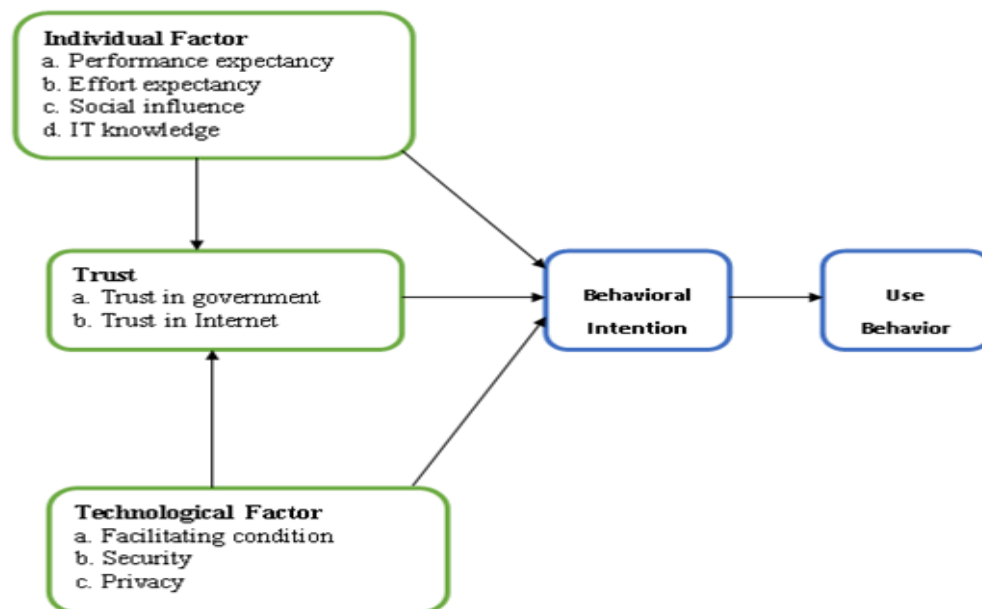 Individual Factor
a. Performance expectancy
b. Effort expectancy
c. Social influence
d. IT knowledge
Trust
a. Trust in government
b. Trust in Internet
Behavioral
Intention
Use
Behavior
Technological Factor
a. Facilitating condition
b. Security
c. Privacy